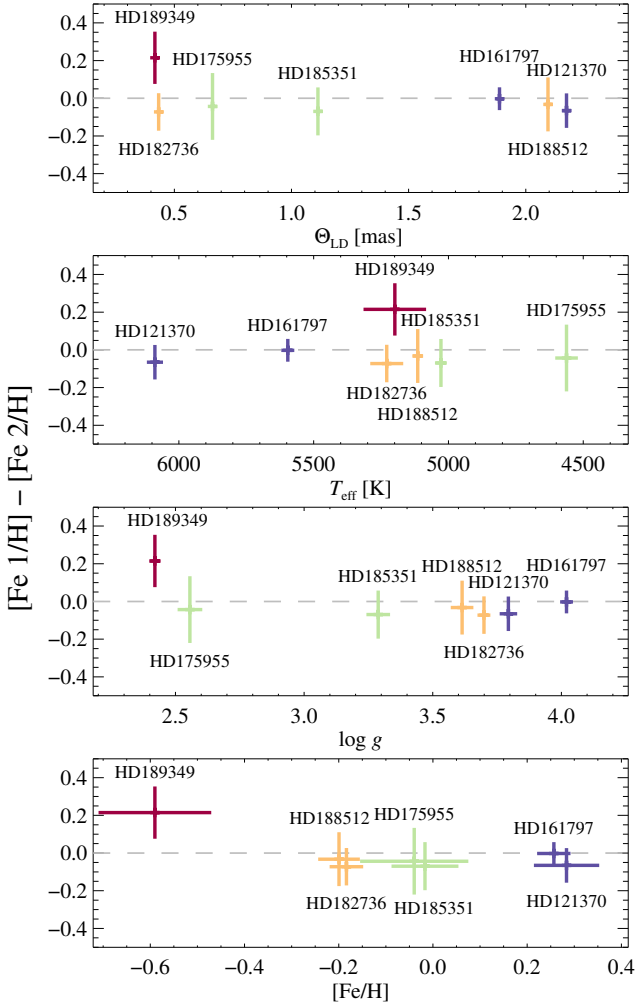 [Fe 1/H] − [Fe 2/H]
0.4
HD189349
0.2
HD175955
HD185351
HD161797
HD121370
0.0
−0.2
HD182736
HD188512
−0.4
0.5 1.0 1.5 2.0
Θ_LD [mas]
0.4
HD189349
0.2
HD185351
HD175955
HD121370
HD161797
0.0
−0.2
HD182736
HD188512
−0.4
6000 5500 5000 4500
T_eff [K]
0.4
HD189349
0.2
HD185351
HD188512
HD121370
HD161797
0.0
−0.2
HD175955
HD182736
−0.4
2.5 3.0 3.5 4.0
log g
0.4
HD189349
0.2
HD188512
HD175955
HD161797
0.0
−0.2
HD182736
HD185351
HD121370
−0.4
−0.6 −0.4 −0.2 0.0 0.2 0.4
[Fe/H]